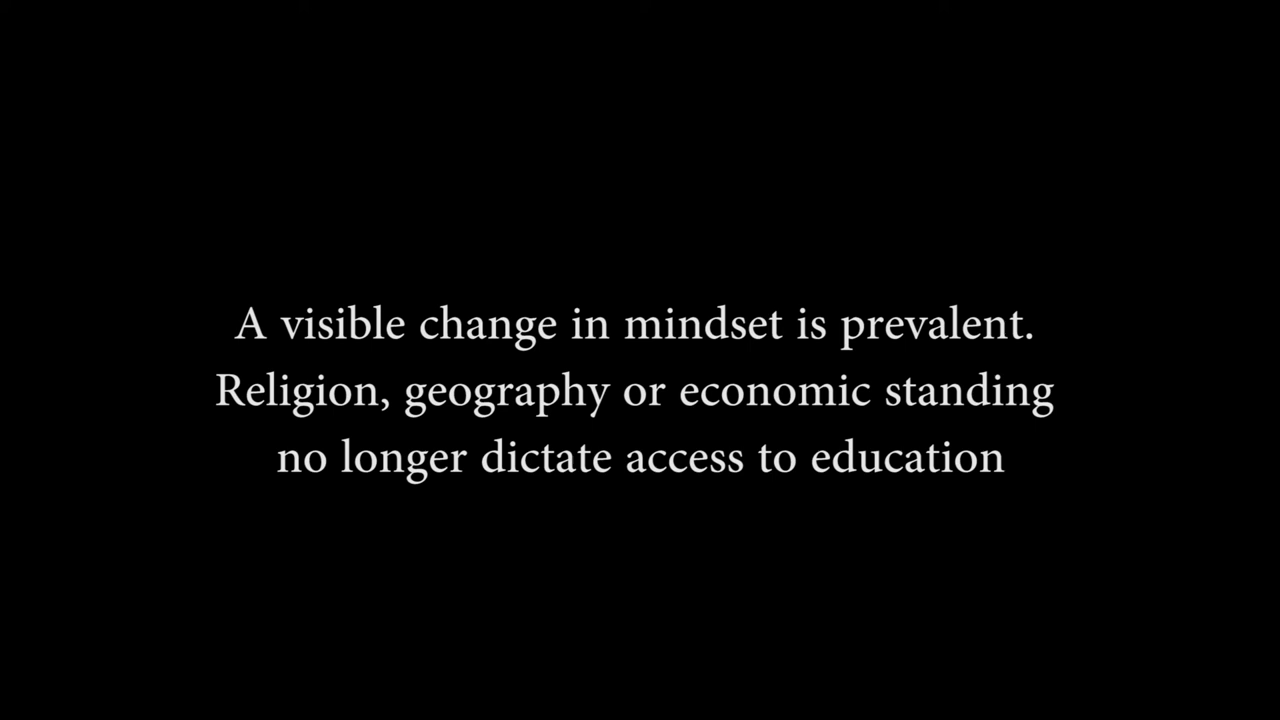 A visible change in mindset is prevalent.
Religion, geography or economic standing
no longer dictate access to education